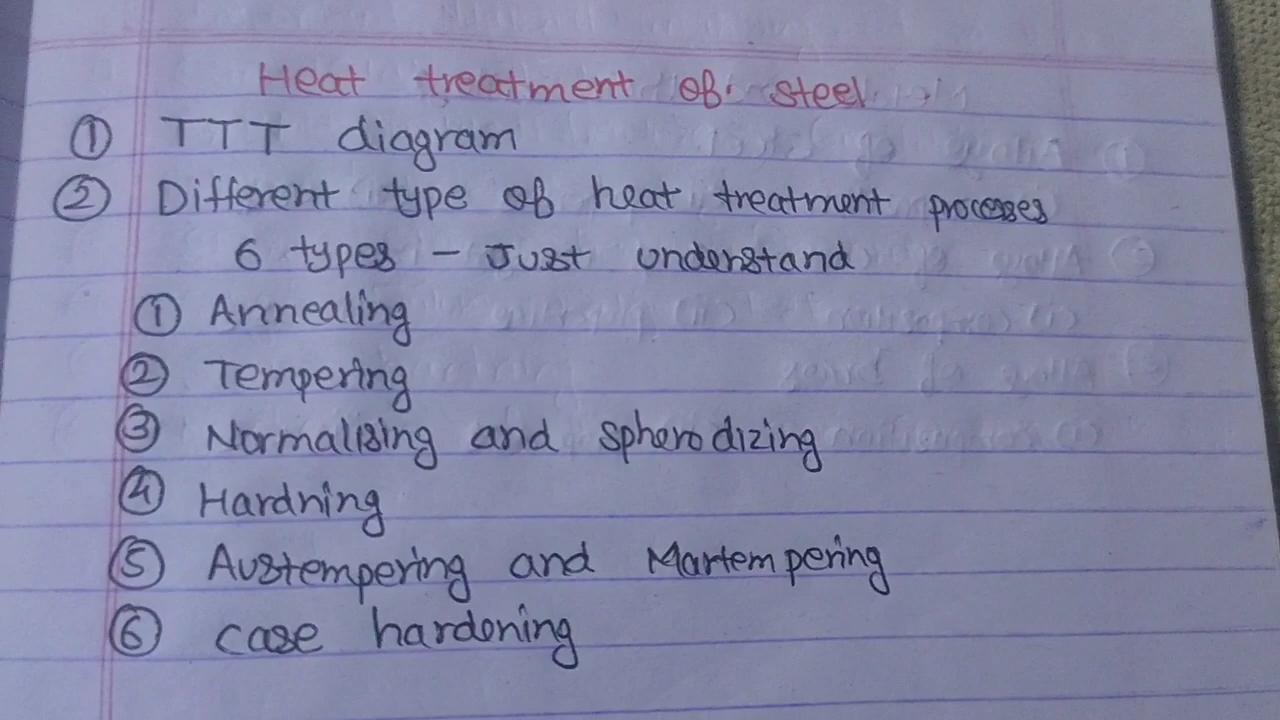 Heat treatment of steel
① TTT diagram
② Different type of heat treatment processes
6 types - Just understand
① Annealing
② Tempering
③ Normalising and spherodizing
④ Hardning
⑤ Austempering and Martempering
⑥ case hardening